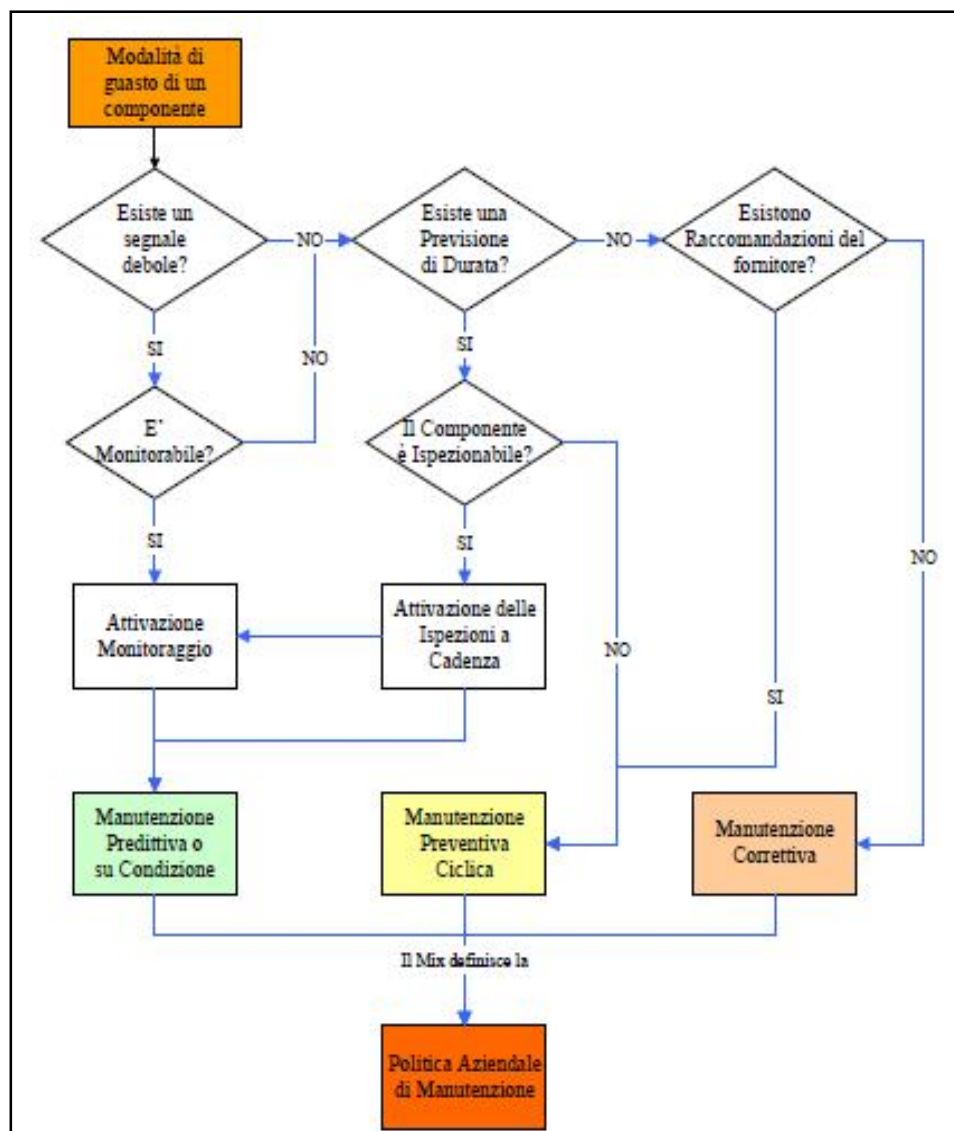 Modalità di
guasto di un
componente
Esiste un
segnale
debole?
NO
Esiste una
Previsione
di Durata?
NO
Esistono
Raccomandazioni del
fornitore?
SI
NO
SI
E'
Monitorabile?
Il Componente
è Ispezionabile?
SI
SI
NO
Attivazione
Monitoraggio
Attivazione delle
Ispezioni a
Cadenza
NO
SI
Manutenzione
Predittiva o
su Condizione
Manutenzione
Preventiva
Ciclica
Manutenzione
Correttiva
Il Mix definisce la
Politica Aziendale
di Manutenzione